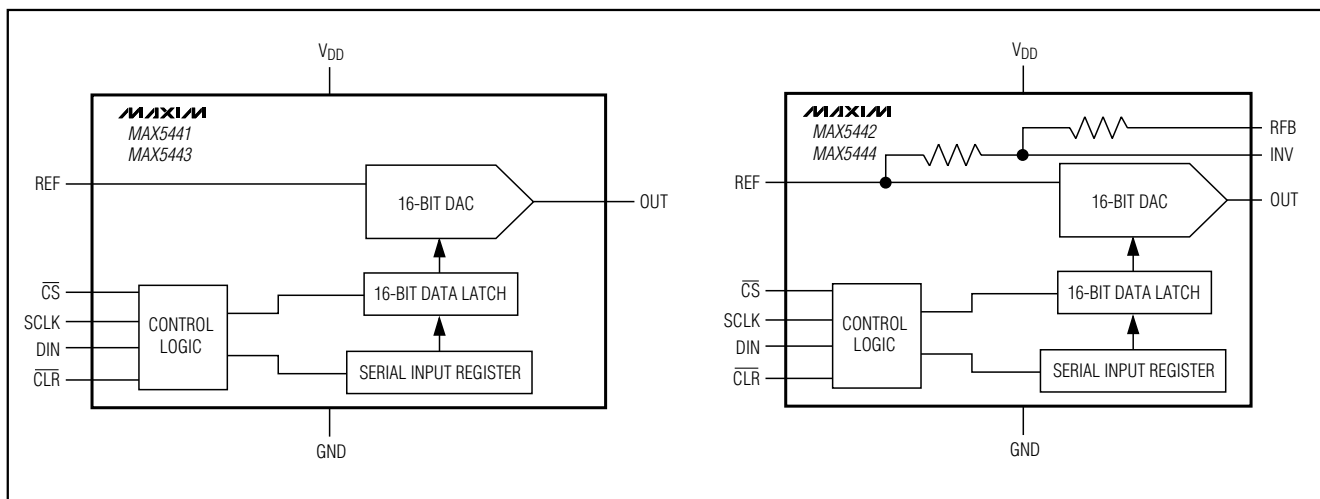 VDD
MAXIM
MAX5441
MAX5443
REF
16-BIT DAC
OUT
CS
SCLK
DIN
CLR
CONTROL
LOGIC
16-BIT DATA LATCH
SERIAL INPUT REGISTER
GND
VDD
MAXIM
MAX5442
MAX5444
RFB
INV
REF
16-BIT DAC
OUT
CS
SCLK
DIN
CLR
CONTROL
LOGIC
16-BIT DATA LATCH
SERIAL INPUT REGISTER
GND